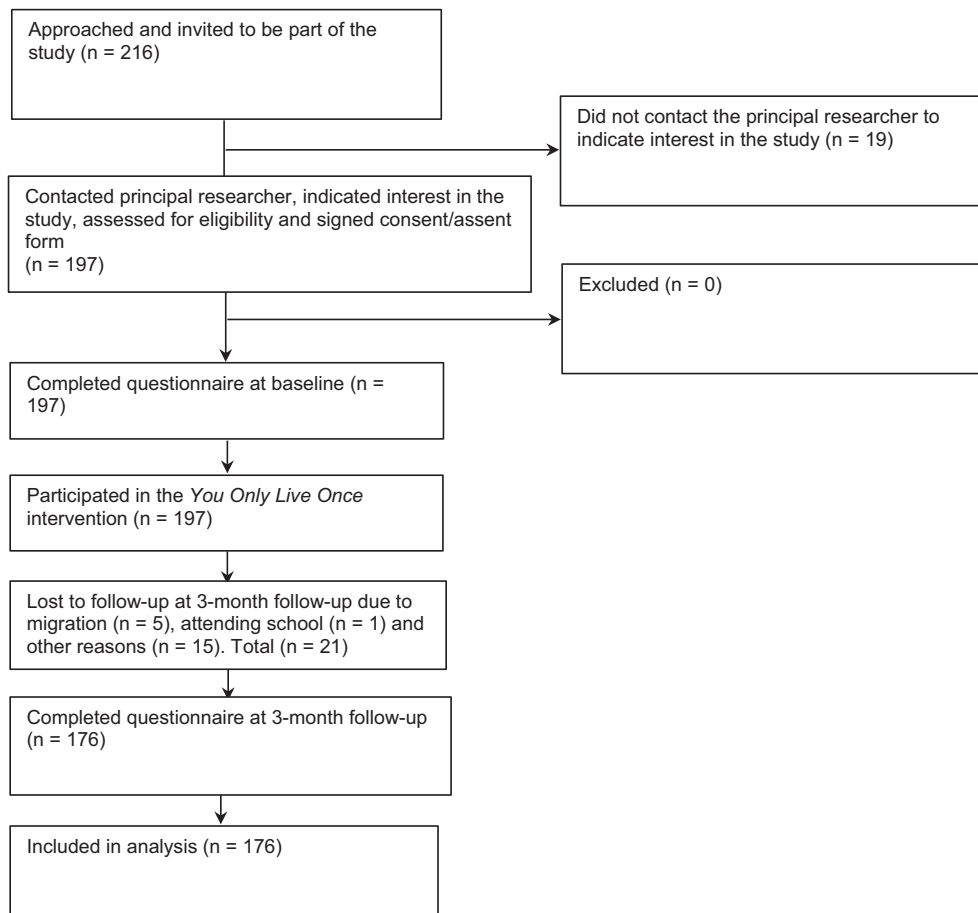 Approached and invited to be part of the
study (n = 216)
Did not contact the principal researcher to
indicate interest in the study (n = 19)
Contacted principal researcher, indicated interest in the
study, assessed for eligibility and signed consent/assent
form
(n = 197)
Excluded (n = 0)
Completed questionnaire at baseline (n =
197)
Participated in the You Only Live Once
intervention (n = 197)
Lost to follow-up at 3-month follow-up due to
migration (n = 5), attending school (n = 1) and
other reasons (n = 15). Total (n = 21)
Completed questionnaire at 3-month follow-up
(n = 176)
Included in analysis (n = 176)